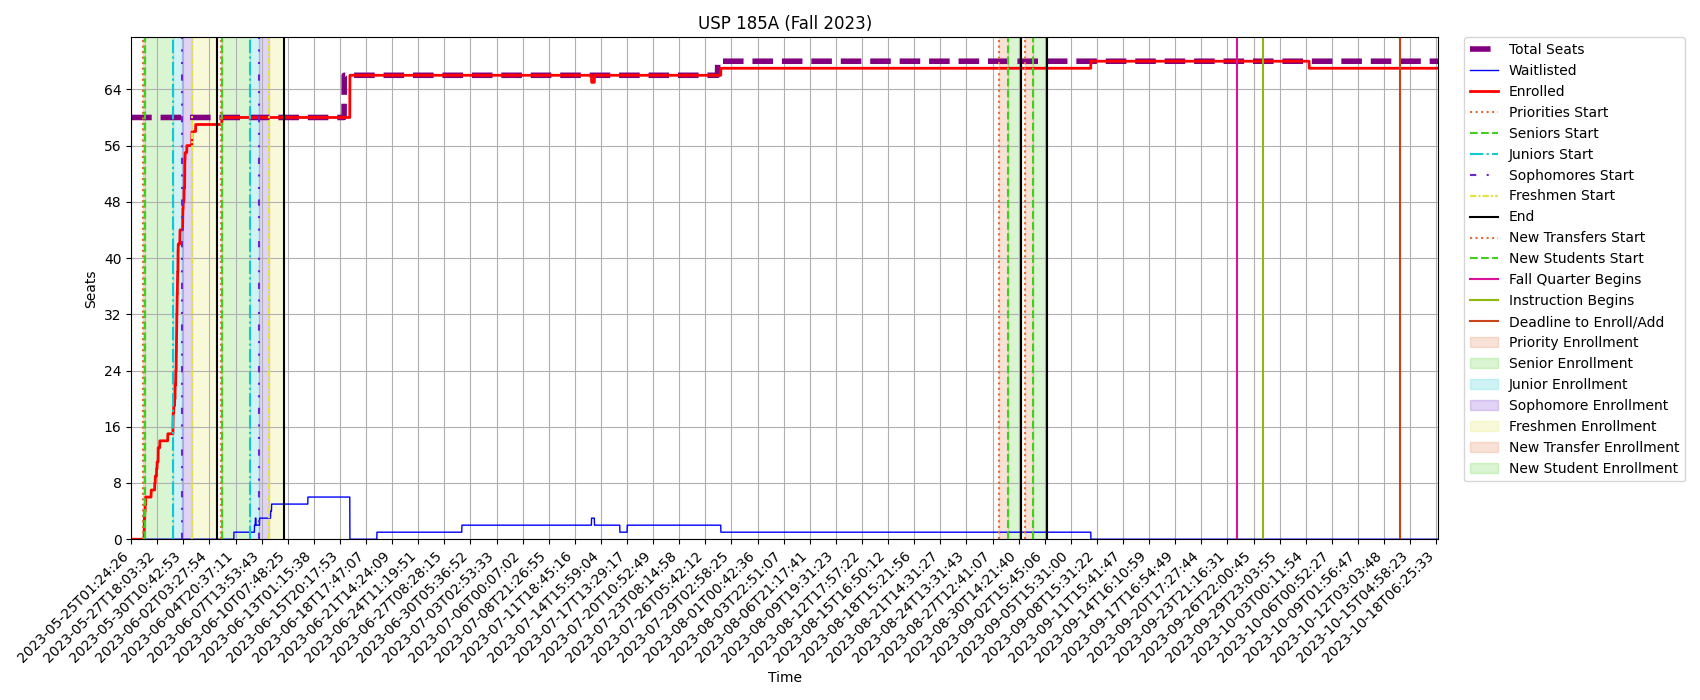 USP 185A (Fall 2023)
Seats
64
56
48
40
32
24
16
8
0
2023-05-25T01:24:26
2023-05-27T18:03:32
2023-05-30T10:42:53
2023-06-02T03:27:54
2023-06-04T20:37:11
2023-06-07T13:53:43
2023-06-10T07:48:25
2023-06-13T01:15:38
2023-06-15T20:17:53
2023-06-18T17:47:07
2023-06-21T14:24:09
2023-06-24T11:19:51
2023-06-27T08:28:15
2023-06-30T05:36:52
2023-07-03T02:53:33
2023-07-06T00:07:02
2023-07-08T21:26:55
2023-07-11T18:45:16
2023-07-14T15:59:04
2023-07-17T13:29:17
2023-07-20T10:52:49
2023-07-23T08:14:58
2023-07-26T05:42:12
2023-07-29T02:58:25
2023-08-01T00:42:36
2023-08-03T22:51:07
2023-08-06T21:17:41
2023-08-09T19:31:23
2023-08-12T17:57:22
2023-08-15T16:50:12
2023-08-18T15:21:56
2023-08-21T14:31:27
2023-08-24T13:31:43
2023-08-27T12:41:07
2023-08-30T14:21:40
2023-09-02T15:45:06
2023-09-05T15:31:00
2023-09-08T15:31:22
2023-09-11T15:41:47
2023-09-14T16:10:59
2023-09-17T16:54:49
2023-09-20T17:27:44
2023-09-23T21:16:31
2023-09-26T22:00:45
2023-09-29T23:03:55
2023-10-03T00:11:54
2023-10-06T00:52:27
2023-10-09T01:56:47
2023-10-12T03:03:48
2023-10-15T04:58:23
2023-10-18T06:25:33
Time
Total Seats
Waitlisted
Enrolled
Priorities Start
Seniors Start
Juniors Start
Sophomores Start
Freshmen Start
End
New Transfers Start
New Students Start
Fall Quarter Begins
Instruction Begins
Deadline to Enroll/Add
Priority Enrollment
Senior Enrollment
Junior Enrollment
Sophomore Enrollment
Freshmen Enrollment
New Transfer Enrollment
New Student Enrollment